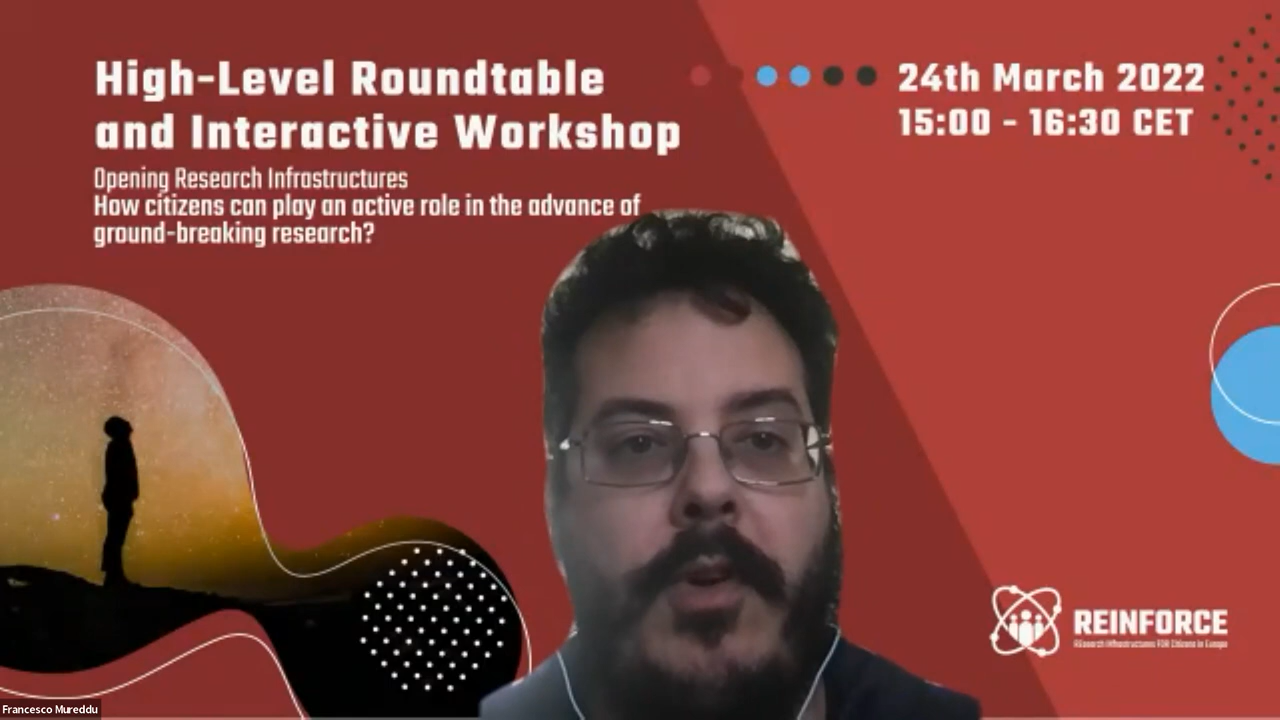 High-Level Roundtable
and Interactive Workshop
Opening Research Infrastructures
How citizens can play an active role in the advance of
ground-breaking research?
24th March 2022
15:00 - 16:30 CET
REINFORCE
REsearch Infrastructures FOR Citizens in Europe
Francesco Mureddu